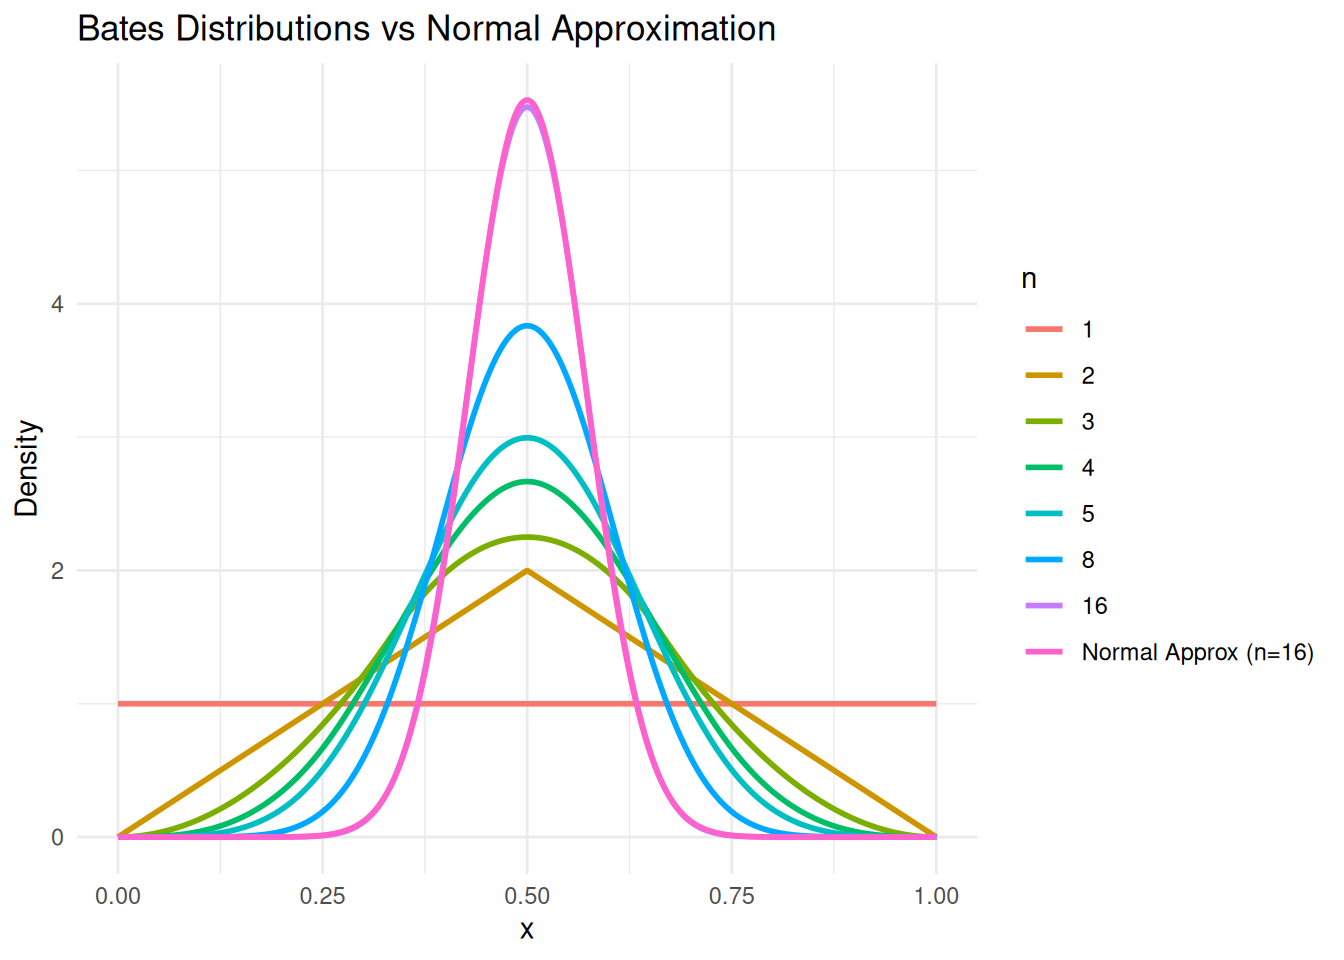 Bates Distributions vs Normal Approximation
Density
4
2
0
0.00 0.25 0.50 0.75 1.00
x
n
1
2
3
4
5
8
16
Normal Approx (n=16)